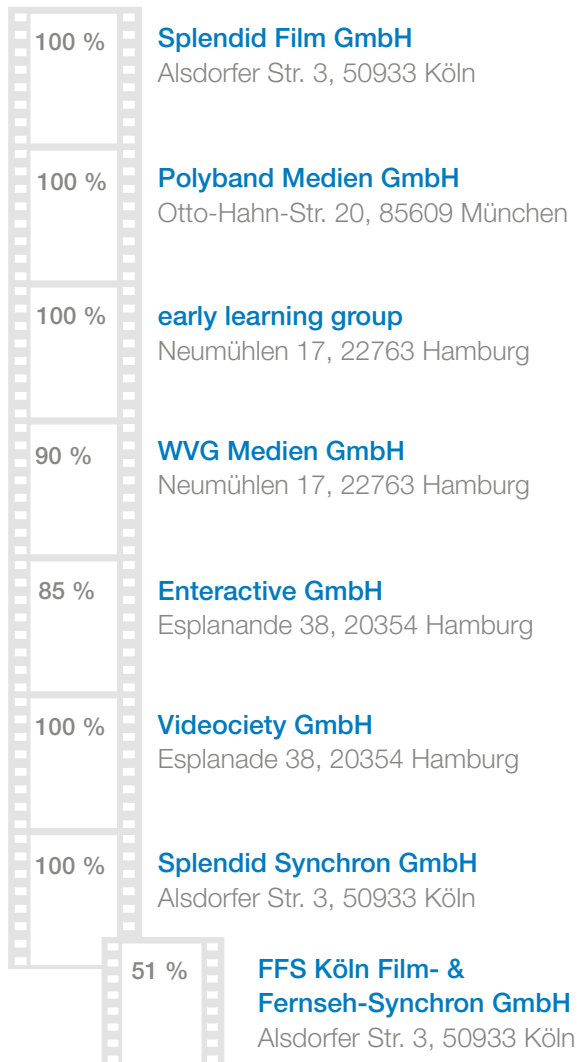 100 %
Splendid Film GmbH
Alsdorfer Str. 3, 50933 Köln
100 %
Polyband Medien GmbH
Otto-Hahn-Str. 20, 85609 München
100 %
early learning group
Neumühlen 17, 22763 Hamburg
90 %
WVG Medien GmbH
Neumühlen 17, 22763 Hamburg
85 %
Enteractive GmbH
Esplanande 38, 20354 Hamburg
100 %
Videociety GmbH
Esplanade 38, 20354 Hamburg
100 %
Splendid Synchron GmbH
Alsdorfer Str. 3, 50933 Köln
51 %
FFS Köln Film- &
Fernseh-Synchron GmbH
Alsdorfer Str. 3, 50933 Köln